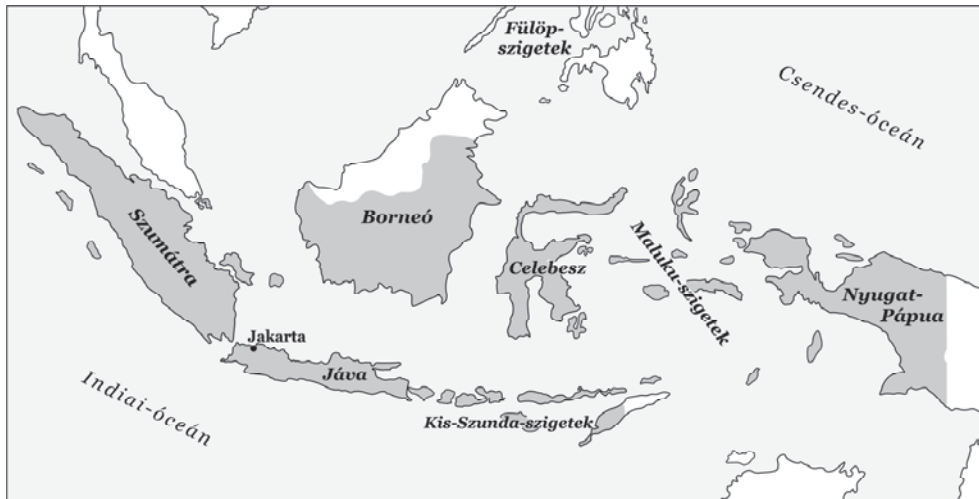 Fülöp-
szigetek
Csendes-óceán
Szumátra
Borneó
Celebesz
Maluku-szigetek
Nyugat-
Pápua
Jakarta
Jáva
Kis-Szunda-szigetek
Indiai-óceán